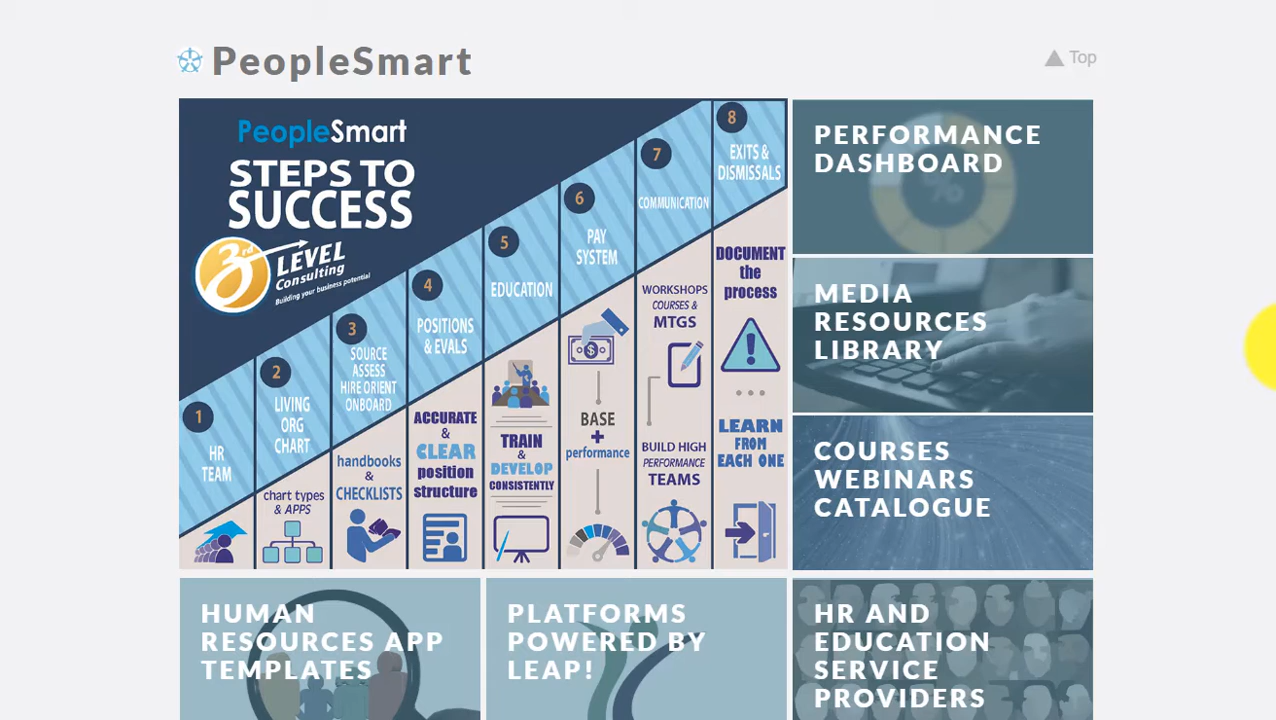 PeopleSmart
Top
PeopleSmart
STEPS TO
SUCCESS
3rd
LEVEL
Consulting
Building your business potential
1
HR
TEAM
2
LIVING
ORG
CHART
chart types
& APPS
3
SOURCE
ASSESS
HIRE ORIENT
ONBOARD
handbooks
&
CHECKLISTS
4
POSITIONS
& EVALS
ACCURATE
&
CLEAR
position
structure
5
EDUCATION
TRAIN
&
DEVELOP
CONSISTENTLY
6
PAY
SYSTEM
$
BASE
+
performance
7
COMMUNICATION
WORKSHOPS
COURSES &
MTGS
BUILD HIGH
PERFORMANCE
TEAMS
8
EXITS &
DISMISSALS
DOCUMENT
the
process
!
LEARN
FROM
EACH ONE
PERFORMANCE
DASHBOARD
%
MEDIA
RESOURCES
LIBRARY
COURSES
WEBINARS
CATALOGUE
HUMAN
RESOURCES APP
TEMPLATES
PLATFORMS
POWERED BY
LEAP!
HR AND
EDUCATION
SERVICE
PROVIDERS